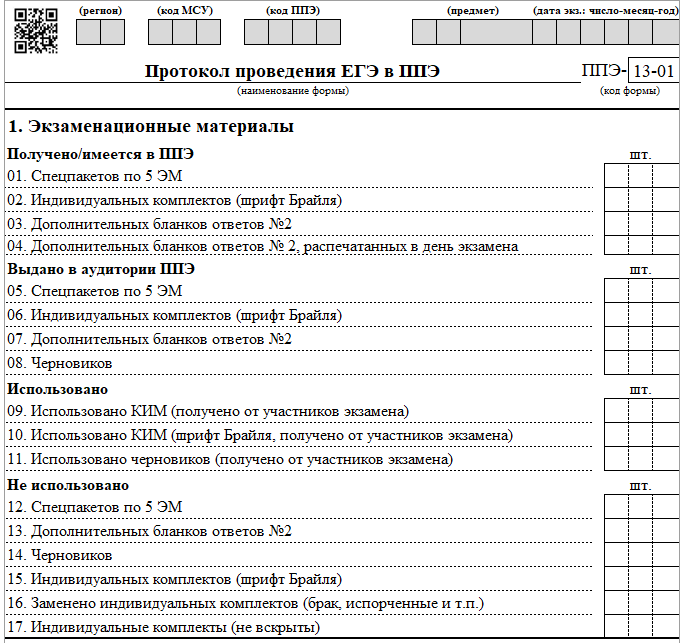 (регион) (код МСУ) (код ППЭ) (предмет) (дата экз.: число-месяц-год)
Протокол проведения ЕГЭ в ППЭ ППЭ- 13-01
(наименование формы) (код формы)
1. Экзаменационные материалы
Получено/имеется в ППЭ шт.
01. Спецпакетов по 5 ЭМ
02. Индивидуальных комплектов (шрифт Брайля)
03. Дополнительных бланков ответов №2
04. Дополнительных бланков ответов № 2, распечатанных в день экзамена
Выдано в аудитории ППЭ шт.
05. Спецпакетов по 5 ЭМ
06. Индивидуальных комплектов (шрифт Брайля)
07. Дополнительных бланков ответов №2
08. Черновиков
Использовано шт.
09. Использовано КИМ (получено от участников экзамена)
10. Использовано КИМ (шрифт Брайля, получено от участников экзамена)
11. Использовано черновиков (получено от участников экзамена)
Не использовано шт.
12. Спецпакетов по 5 ЭМ
13. Дополнительных бланков ответов №2
14. Черновиков
15. Индивидуальных комплектов (шрифт Брайля)
16. Заменено индивидуальных комплектов (брак, испорченные и т.п.)
17. Индивидуальные комплекты (не вскрыты)